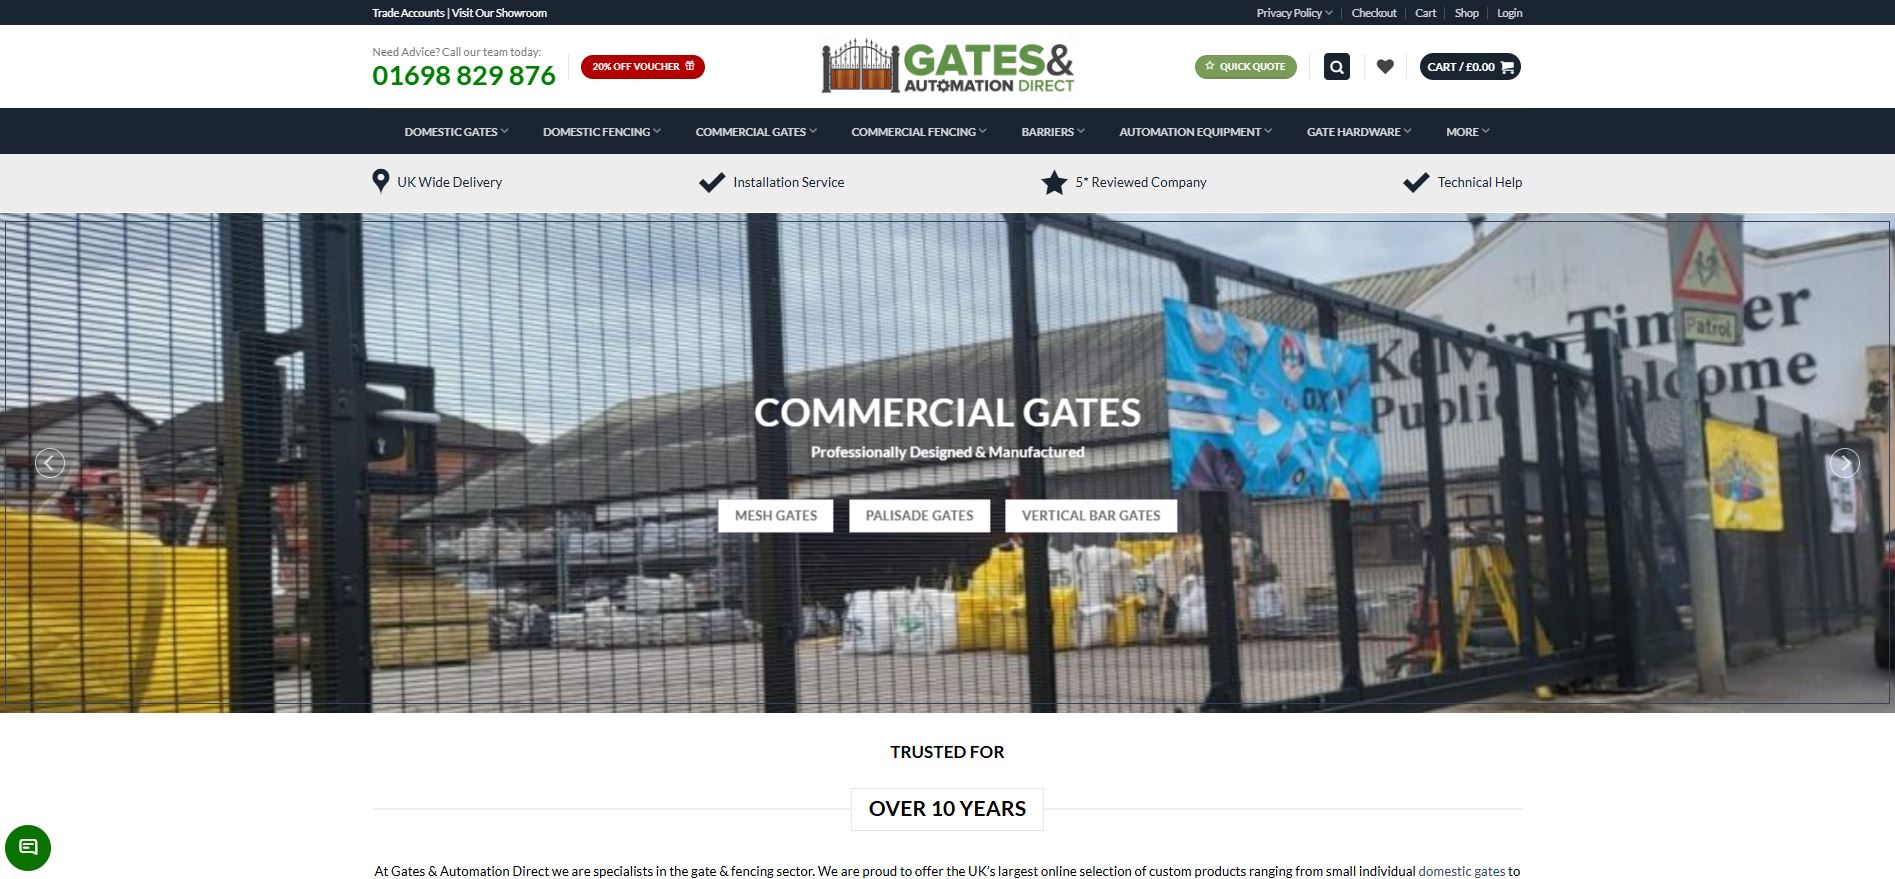 Trade Accounts | Visit Our Showroom
Privacy Policy
Checkout
Cart
Shop
Login
Need Advice? Call our team today:
01698 829 876
20% OFF VOUCHER
GATES&
AUTOMATION DIRECT
QUICK QUOTE
CART / £0.00
DOMESTIC GATES
DOMESTIC FENCING
COMMERCIAL GATES
COMMERCIAL FENCING
BARRIERS
AUTOMATION EQUIPMENT
GATE HARDWARE
MORE
UK Wide Delivery
Installation Service
5* Reviewed Company
Technical Help
Patrol
Kelvin Timber
Public Welcome
COMMERCIAL GATES
Professionally Designed & Manufactured
MESH GATES
PALISADE GATES
VERTICAL BAR GATES
TRUSTED FOR
OVER 10 YEARS
At Gates & Automation Direct we are specialists in the gate & fencing sector. We are proud to offer the UK's largest online selection of custom products ranging from small individual domestic gates to